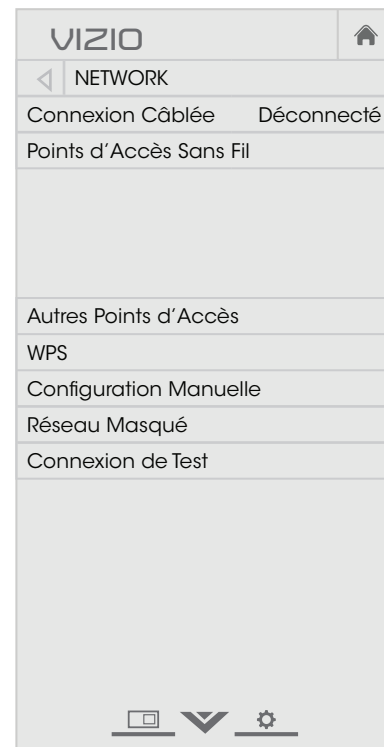 VIZIO
NETWORK
Connexion Câblée Déconnecté
Points d’Accès Sans Fil
Autres Points d’Accès
WPS
Configuration Manuelle
Réseau Masqué
Connexion de Test